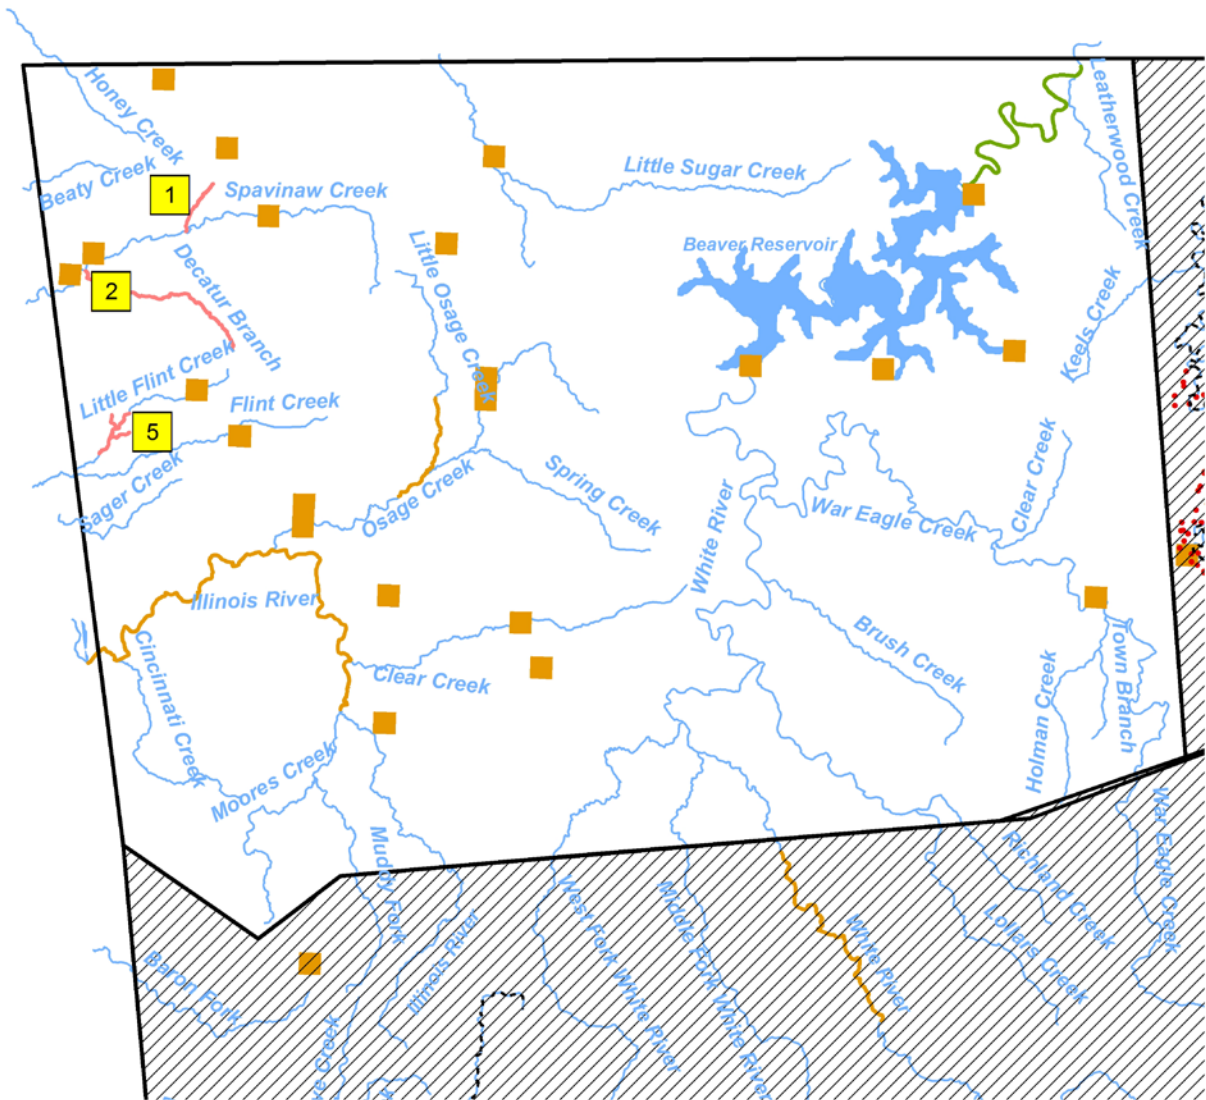 Honey Creek
Leatherwood Creek
Beaty Creek
1
Spavinaw Creek
Little Sugar Creek
Beaver Reservoir
Little Osage Creek
Decatur Branch
2
Keels Creek
Little Flint Creek
Flint Creek
5
Sager Creek
Osage Creek
Spring Creek
White River
War Eagle Creek
Clear Creek
Illinois River
Cincinnati Creek
Clear Creek
Brush Creek
Holman Creek
Town Branch
Moores Creek
Muddy Fork
Illinois River
West Fork White River
Middle Fork White River
White River
Richland Creek
Lollars Creek
War Eagle Creek
Baron Fork
Creek